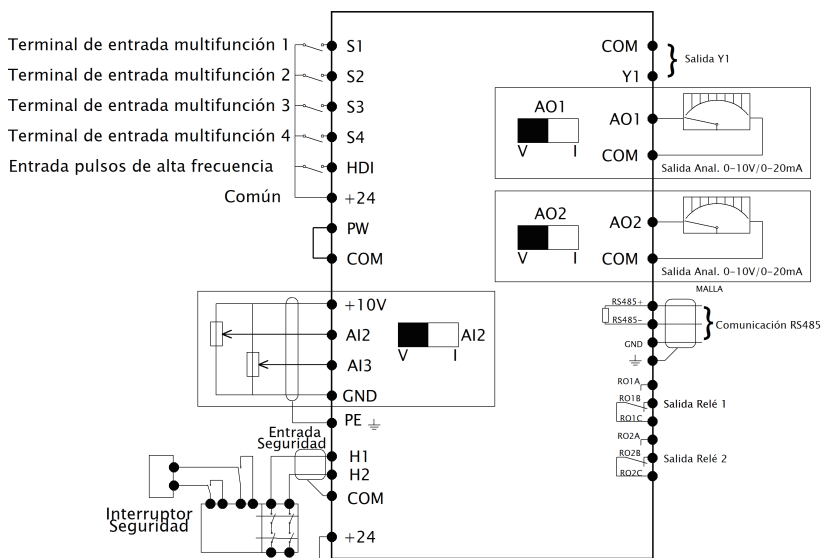 Terminal de entrada multifunción 1
S1
Terminal de entrada multifunción 2
S2
Terminal de entrada multifunción 3
S3
Terminal de entrada multifunción 4
S4
Entrada pulsos de alta frecuencia
HDI
Común
+24
PW
COM
+10V
AI2
AI3
GND
V I
AI2
PE
Entrada
Seguridad
H1
H2
COM
Interruptor
Seguridad
+24
COM
Y1
Salida Y1
AO1
V I
AO1
COM
Salida Anal. 0-10V/0-20mA
AO2
V I
AO2
COM
Salida Anal. 0-10V/0-20mA
MALLA
RS485+
RS485-
GND
Comunicación RS485
RO1A
RO1B
RO1C
Salida Relé 1
RO2A
RO2B
RO2C
Salida Relé 2